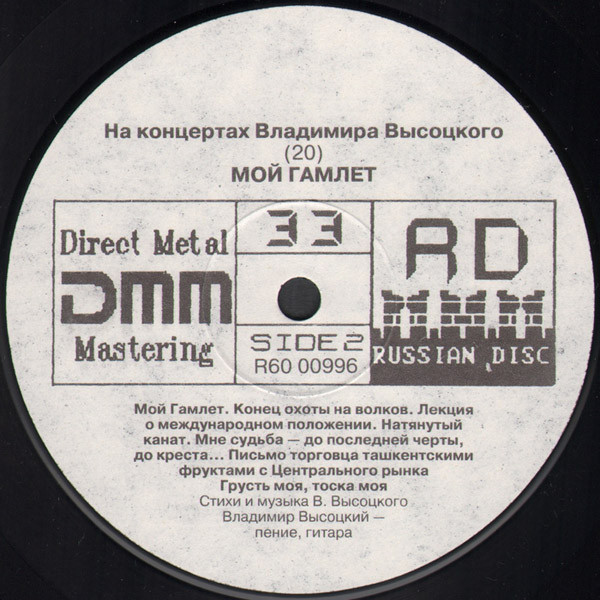 На концертах Владимира Высоцкого
(20)
МОЙ ГАМЛЕТ
Direct Metal
DMM
Mastering
33
SIDE 2
R60 00996
RD
RUSSIAN DISC
Мой Гамлет. Конец охоты на волков. Лекция
о международном положении. Натянутый
канат. Мне судьба — до последней черты,
до креста... Письмо торговца ташкентскими
фруктами с Центрального рынка
Грусть моя, тоска моя
Стихи и музыка В. Высоцкого
Владимир Высоцкий —
пение, гитара